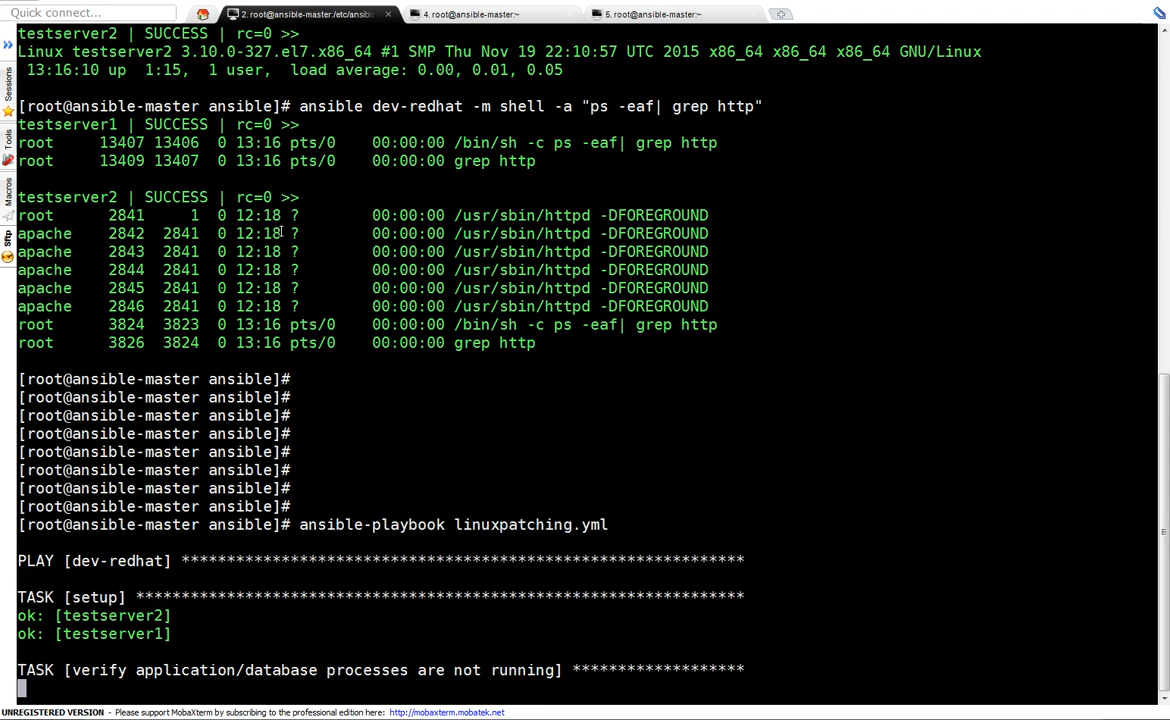 Quick connect...
2. root@ansible-master:/etc/ansible
4. root@ansible-master:~
5. root@ansible-master:~
Sessions
Tools
Macros
Sftp
testserver2 | SUCCESS | rc=0 >>
Linux testserver2 3.10.0-327.el7.x86_64 #1 SMP Thu Nov 19 22:10:57 UTC 2015 x86_64 x86_64 x86_64 GNU/Linux
 13:16:10 up  1:15,  1 user,  load average: 0.00, 0.01, 0.05
[root@ansible-master ansible]# ansible dev-redhat -m shell -a "ps -eaf| grep http"
testserver1 | SUCCESS | rc=0 >>
root     13407 13406  0 13:16 pts/0    00:00:00 /bin/sh -c ps -eaf| grep http
root     13409 13407  0 13:16 pts/0    00:00:00 grep http
testserver2 | SUCCESS | rc=0 >>
root      2841     1  0 12:18 ?        00:00:00 /usr/sbin/httpd -DFOREGROUND
apache    2842  2841  0 12:18 ?        00:00:00 /usr/sbin/httpd -DFOREGROUND
apache    2843  2841  0 12:18 ?        00:00:00 /usr/sbin/httpd -DFOREGROUND
apache    2844  2841  0 12:18 ?        00:00:00 /usr/sbin/httpd -DFOREGROUND
apache    2845  2841  0 12:18 ?        00:00:00 /usr/sbin/httpd -DFOREGROUND
apache    2846  2841  0 12:18 ?        00:00:00 /usr/sbin/httpd -DFOREGROUND
root      3824  3823  0 13:16 pts/0    00:00:00 /bin/sh -c ps -eaf| grep http
root      3826  3824  0 13:16 pts/0    00:00:00 grep http
[root@ansible-master ansible]#
[root@ansible-master ansible]#
[root@ansible-master ansible]#
[root@ansible-master ansible]#
[root@ansible-master ansible]#
[root@ansible-master ansible]#
[root@ansible-master ansible]#
[root@ansible-master ansible]#
[root@ansible-master ansible]# ansible-playbook linuxpatching.yml
PLAY [dev-redhat] **************************************************************
TASK [setup] *******************************************************************
ok: [testserver2]
ok: [testserver1]
TASK [verify application/database processes are not running] *******************
UNREGISTERED VERSION - Please support MobaXterm by subscribing to the professional edition here: http://mobaxterm.mobatek.net